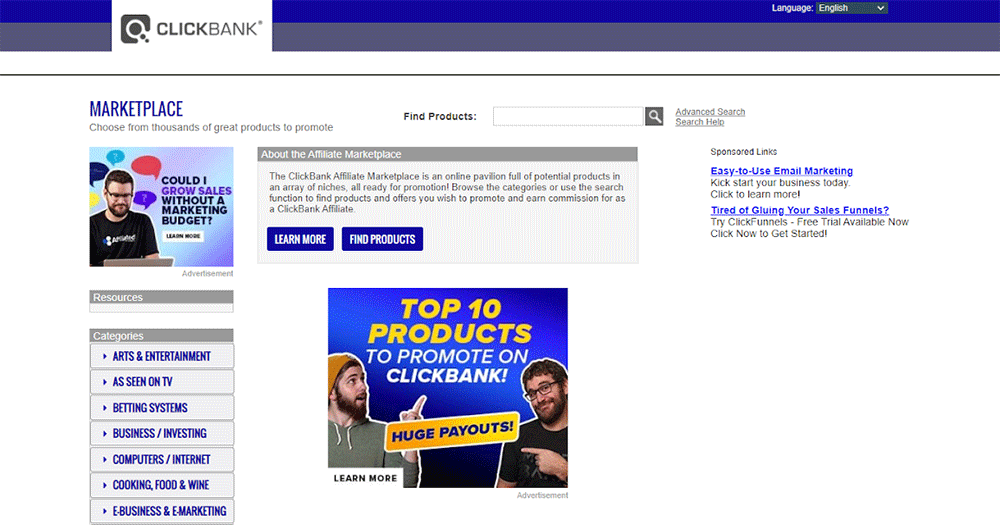 Language: English
CLICKBANK®
MARKETPLACE
Choose from thousands of great products to promote
Find Products:
Advanced Search
Search Help
COULD I
GROW SALES
WITHOUT A
MARKETING
BUDGET?
LEARN MORE
Advertisement
About the Affiliate Marketplace
The ClickBank Affiliate Marketplace is an online pavilion full of potential products in
an array of niches, all ready for promotion! Browse the categories or use the search
function to find products and offers you wish to promote and earn commission for as
a ClickBank Affiliate.
LEARN MORE
FIND PRODUCTS
Sponsored Links
Easy-to-Use Email Marketing
Kick start your business today.
Click to learn more!
Tired of Gluing Your Sales Funnels?
Try ClickFunnels - Free Trial Available Now
Click Now to Get Started!
Resources
Categories
ARTS & ENTERTAINMENT
AS SEEN ON TV
BETTING SYSTEMS
BUSINESS / INVESTING
COMPUTERS / INTERNET
COOKING, FOOD & WINE
E-BUSINESS & E-MARKETING
TOP 10
PRODUCTS
TO PROMOTE ON
CLICKBANK!
HUGE PAYOUTS!
LEARN MORE
Advertisement